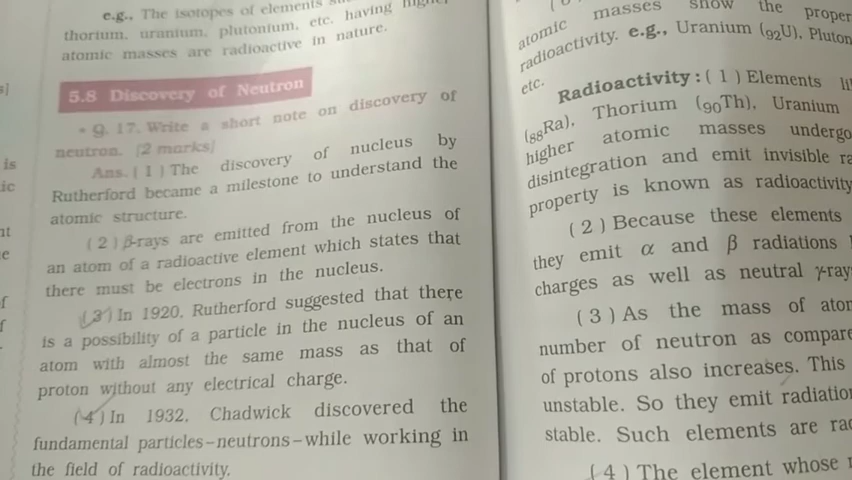 e.g., The isotopes of elements
thorium, uranium, plutonium, etc. having higher
atomic masses are radioactive in nature.
5.8 Discovery of Neutron
* Q. 17. Write a short note on discovery of
neutron. [2 marks]
Ans. ( 1 ) The discovery of nucleus by
Rutherford became a milestone to understand the
atomic structure.
( 2 ) β-rays are emitted from the nucleus of
an atom of a radioactive element which states that
there must be electrons in the nucleus.
( 3 ) In 1920, Rutherford suggested that there
is a possibility of a particle in the nucleus of an
atom with almost the same mass as that of
proton without any electrical charge.
( 4 ) In 1932, Chadwick discovered the
fundamental particles–neutrons–while working in
the field of radioactivity.
atomic masses show the proper
radioactivity. e.g., Uranium (₉₂U), Pluton
etc.
Radioactivity : ( 1 ) Elements li
(₈₈Ra), Thorium (₉₀Th), Uranium
higher atomic masses undergo
disintegration and emit invisible ra
property is known as radioactivity
( 2 ) Because these elements
they emit α and β radiations
charges as well as neutral γ-ray
( 3 ) As the mass of ator
number of neutron as compare
of protons also increases. This
unstable. So they emit radiation
stable. Such elements are rad
( 4 ) The element whose